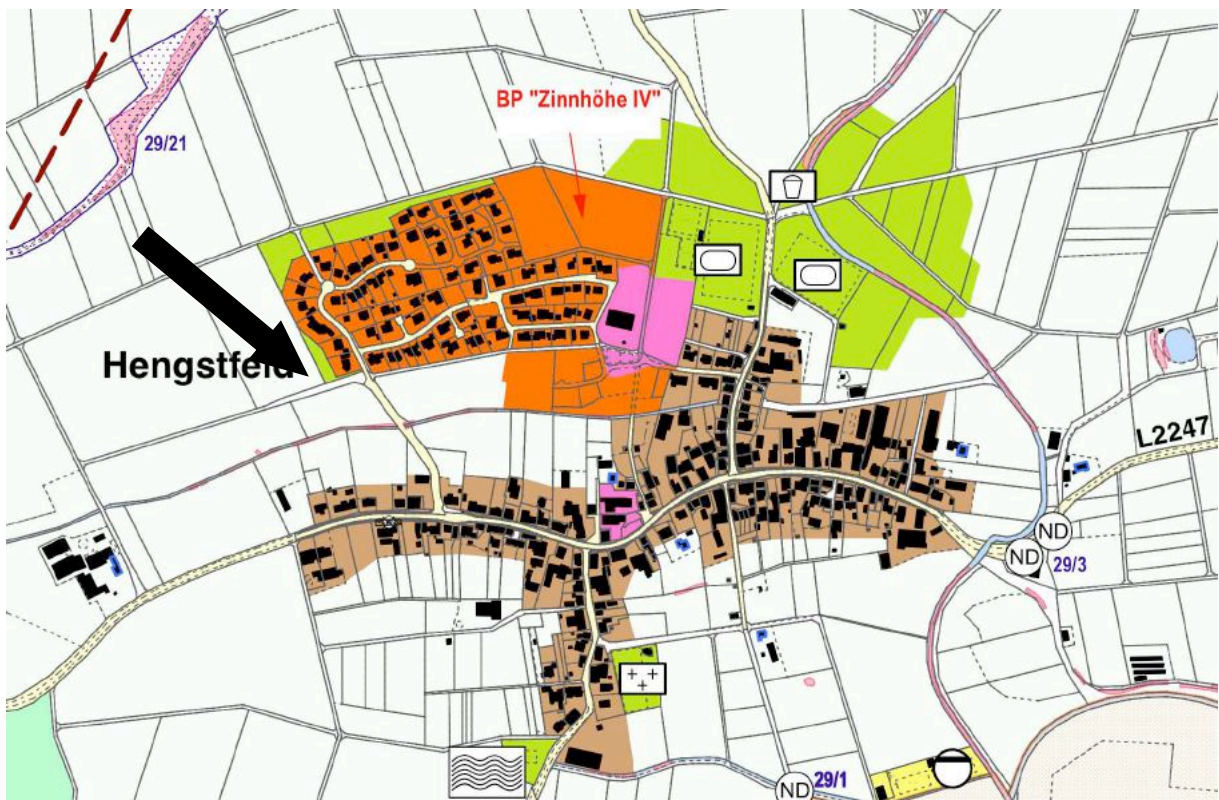 BP "Zinnhöhe IV"
29/21
Hengstfeld
L2247
ND
ND
29/3
ND
29/1